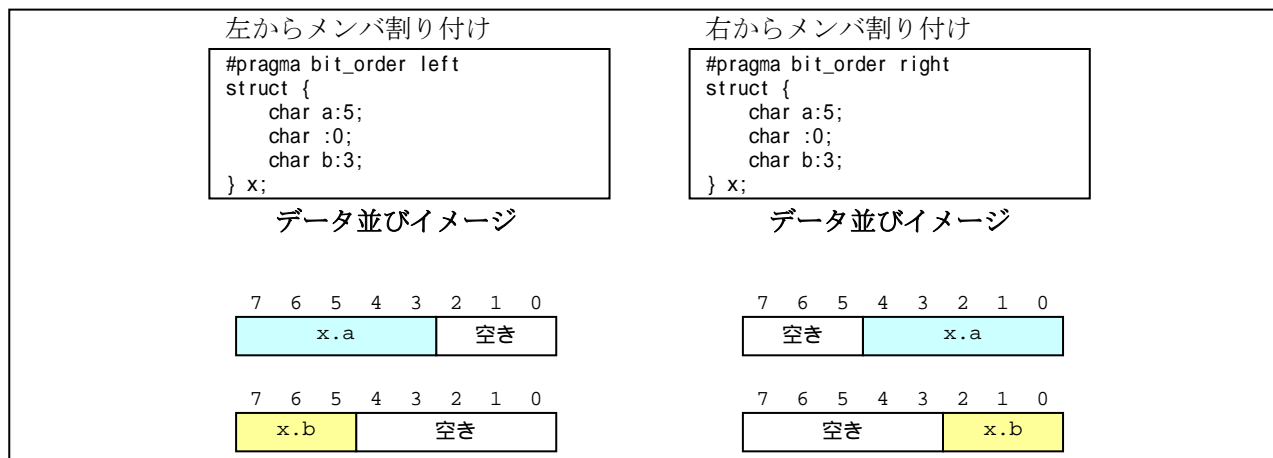 左からメンバ割り付け
#pragma bit_order left
struct {
    char a:5;
    char :0;
    char b:3;
} x;
データ並びイメージ
7 6 5 4 3 2 1 0
x.a 空き
7 6 5 4 3 2 1 0
x.b 空き
右からメンバ割り付け
#pragma bit_order right
struct {
    char a:5;
    char :0;
    char b:3;
} x;
データ並びイメージ
7 6 5 4 3 2 1 0
空き x.a
7 6 5 4 3 2 1 0
空き x.b